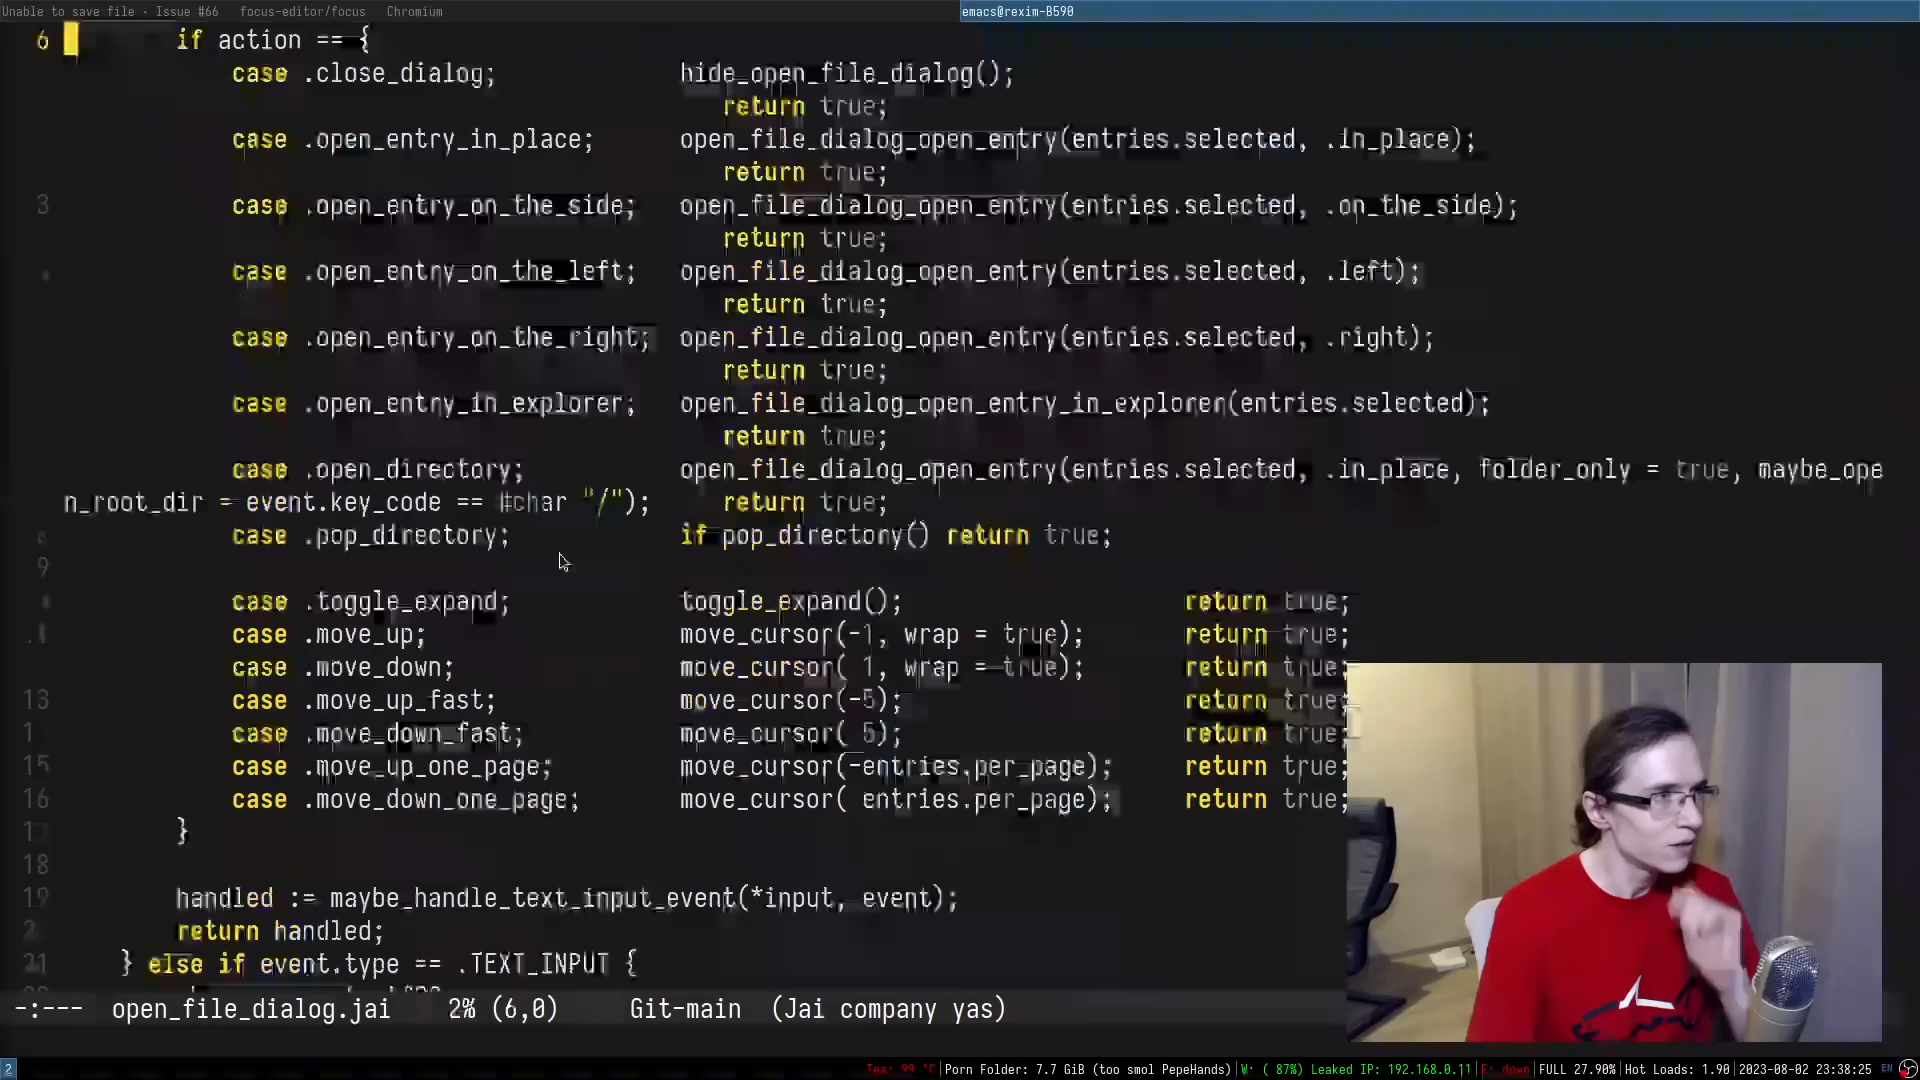 Unable to save file · Issue #66 focus-editor/focus Chromium emacs@rexim-B590
6 if action == {
case .close_dialog; hide_open_file_dialog();
return true;
case .open_entry_in_place; open_file_dialog_open_entry(entries.selected, .in_place);
return true;
3 case .open_entry_on_the_side; open_file_dialog_open_entry(entries.selected, .on_the_side);
return true;
case .open_entry_on_the_left; open_file_dialog_open_entry(entries.selected, .left);
return true;
case .open_entry_on_the_right; open_file_dialog_open_entry(entries.selected, .right);
return true;
case .open_entry_in_explorer; open_file_dialog_open_entry_in_explorer(entries.selected);
return true;
case .open_directory; open_file_dialog_open_entry(entries.selected, .in_place, folder_only = true, maybe_ope
n_root_dir = event.key_code == #char "/"); return true;
case .pop_directory; if pop_directory() return true;
9
case .toggle_expand; toggle_expand(); return true;
case .move_up; move_cursor(-1, wrap = true); return true;
case .move_down; move_cursor( 1, wrap = true); return true;
13 case .move_up_fast; move_cursor(-5); return true;
case .move_down_fast; move_cursor( 5); return true;
15 case .move_up_one_page; move_cursor(-entries.per_page); return true;
16 case .move_down_one_page; move_cursor( entries.per_page); return true;
}
18
19 handled := maybe_handle_text_input_event(*input, event);
return handled;
21 } else if event.type == .TEXT_INPUT {
-:--- open_file_dialog.jai 2% (6,0) Git-main (Jai company yas)
2 Tea: 99 °C|Porn Folder: 7.7 GiB (too smol PepeHands)|W: ( 87%) Leaked IP: 192.168.0.11|E: down|FULL 27.90%|Hot Loads: 1.90|2023-08-02 23:38:25 EN